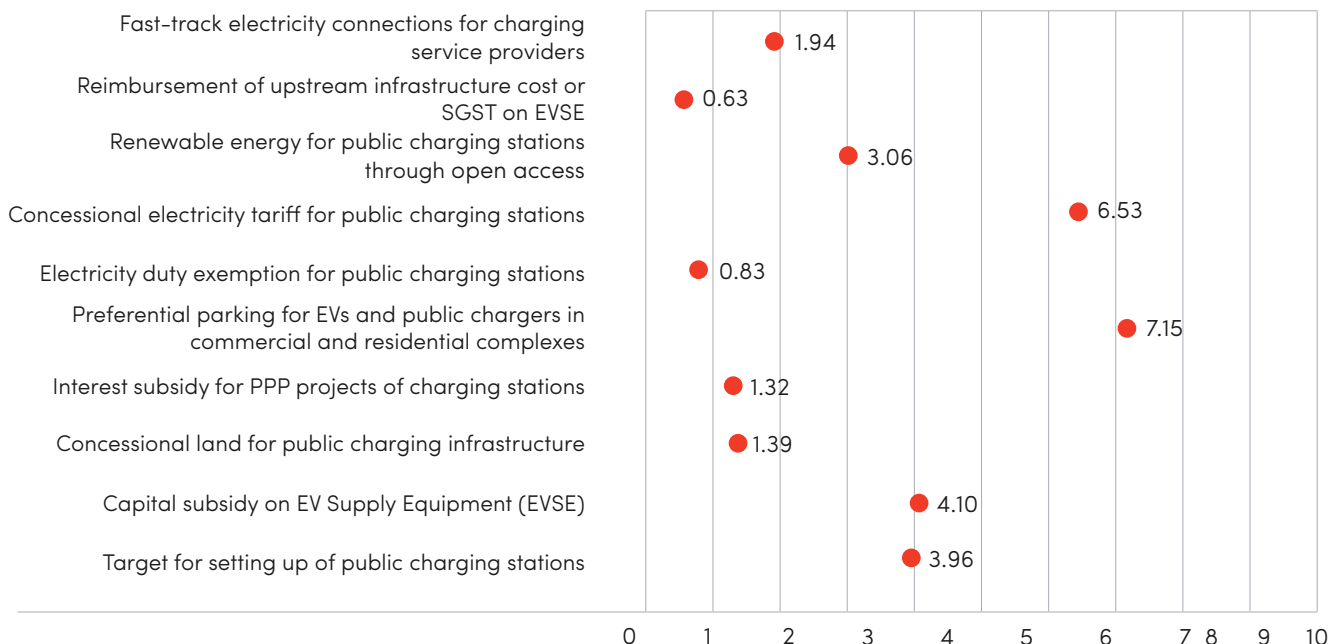 Fast-track electricity connections for charging
service providers
1.94
Reimbursement of upstream infrastructure cost or
SGST on EVSE
0.63
Renewable energy for public charging stations
through open access
3.06
Concessional electricity tariff for public charging stations
6.53
Electricity duty exemption for public charging stations
0.83
Preferential parking for EVs and public chargers in
commercial and residential complexes
7.15
Interest subsidy for PPP projects of charging stations
1.32
Concessional land for public charging infrastructure
1.39
Capital subsidy on EV Supply Equipment (EVSE)
4.10
Target for setting up of public charging stations
3.96
0 1 2 3 4 5 6 7 8 9 10